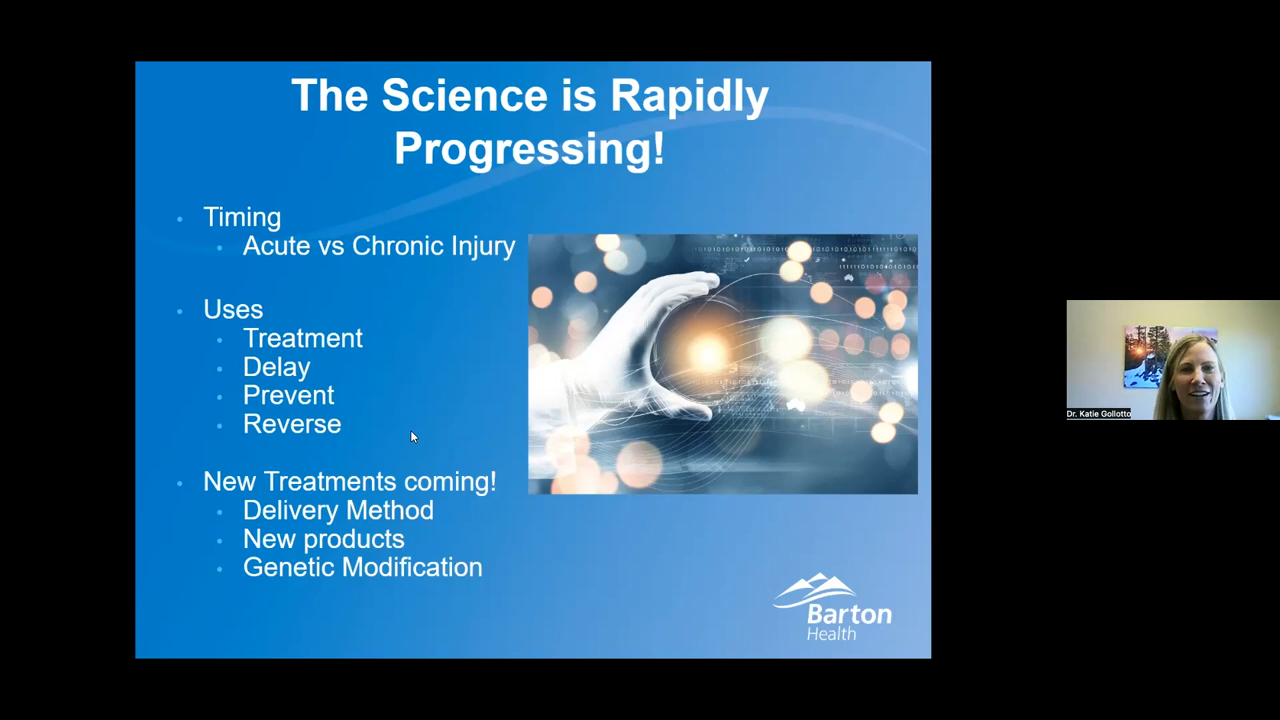 The Science is Rapidly
Progressing!
• Timing
• Acute vs Chronic Injury
• Uses
• Treatment
• Delay
• Prevent
• Reverse
• New Treatments coming!
• Delivery Method
• New products
• Genetic Modification
Barton
Health
Dr. Katie Gollotto